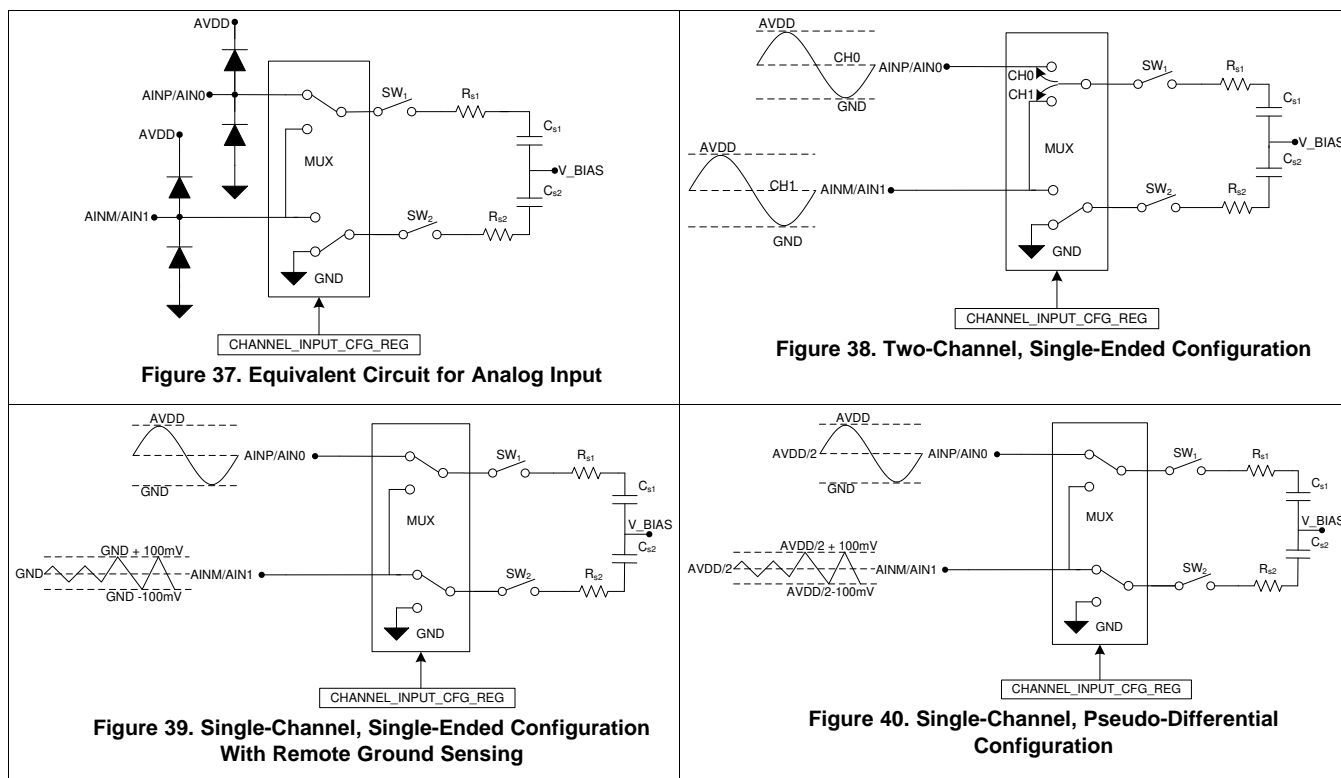 AVDD
AINP/AIN0
AVDD
AINM/AIN1
MUX
SW1
Rs1
Cs1
V_BIAS
Cs2
SW2
Rs2
GND
CHANNEL_INPUT_CFG_REG
Figure 37. Equivalent Circuit for Analog Input
AVDD
CH0
GND
AINP/AIN0
AVDD
CH1
GND
AINM/AIN1
CH0
CH1
MUX
SW1
Rs1
Cs1
V_BIAS
Cs2
SW2
Rs2
GND
CHANNEL_INPUT_CFG_REG
Figure 38. Two-Channel, Single-Ended Configuration
AVDD
GND
AINP/AIN0
GND + 100mV
GND
GND -100mV
AINM/AIN1
MUX
SW1
Rs1
Cs1
V_BIAS
Cs2
SW2
Rs2
GND
CHANNEL_INPUT_CFG_REG
Figure 39. Single-Channel, Single-Ended Configuration
With Remote Ground Sensing
AVDD
AVDD/2
GND
AINP/AIN0
AVDD/2 + 100mV
AVDD/2
AVDD/2-100mV
AINM/AIN1
MUX
SW1
Rs1
Cs1
V_BIAS
Cs2
SW2
Rs2
GND
CHANNEL_INPUT_CFG_REG
Figure 40. Single-Channel, Pseudo-Differential
Configuration